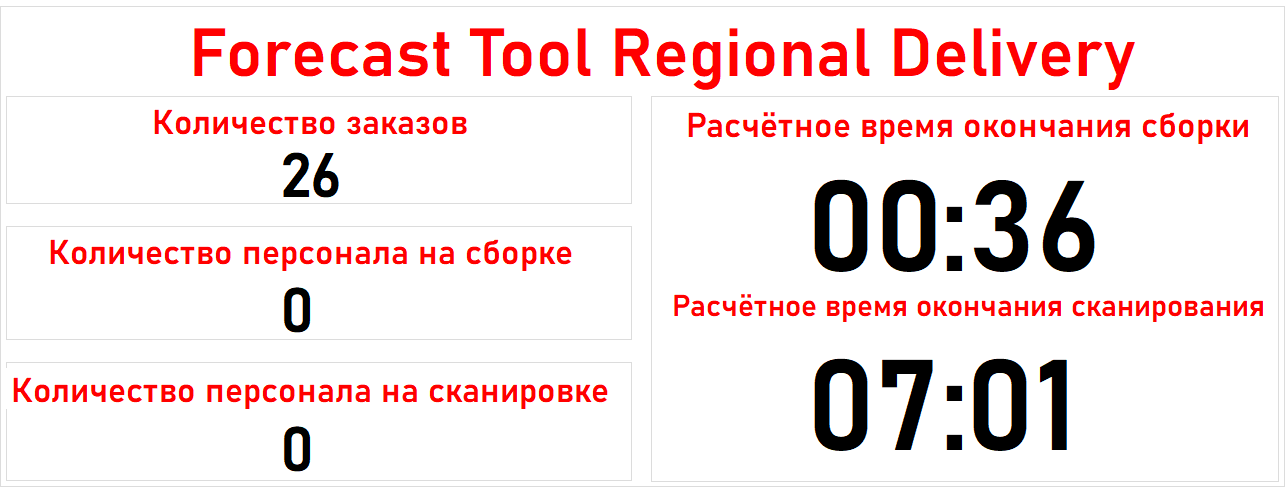 Forecast Tool Regional Delivery
Количество заказов
26
Количество персонала на сборке
0
Количество персонала на сканировке
0
Расчётное время окончания сборки
00:36
Расчётное время окончания сканирования
07:01